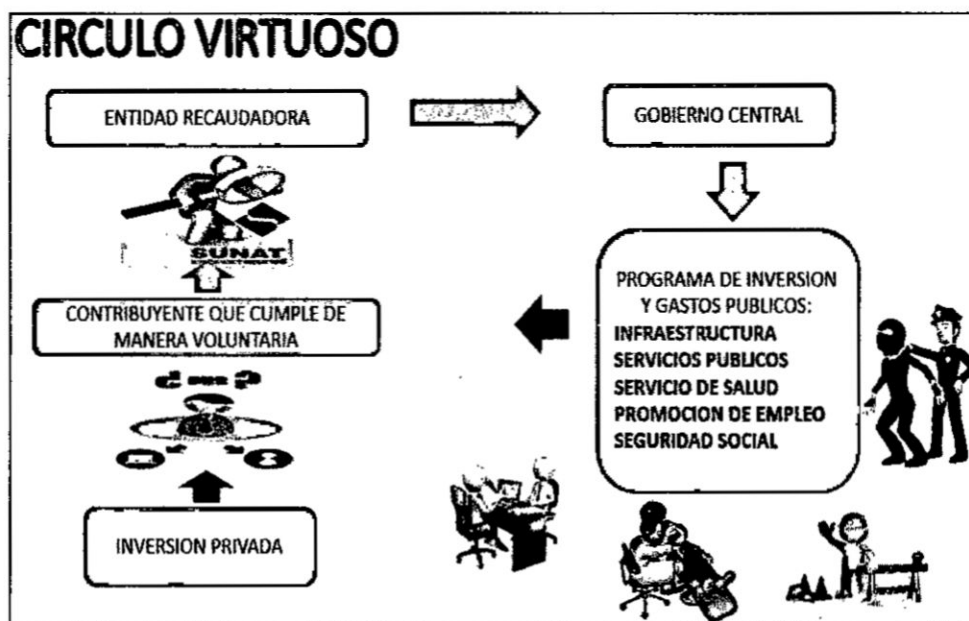 CIRCULO VIRTUOSO
ENTIDAD RECAUDADORA
GOBIERNO CENTRAL
SUNAT
PROGRAMA DE INVERSION
Y GASTOS PUBLICOS:
INFRAESTRUCTURA
SERVICIOS PUBLICOS
SERVICIO DE SALUD
PROMOCION DE EMPLEO
SEGURIDAD SOCIAL
CONTRIBUYENTE QUE CUMPLE DE
MANERA VOLUNTARIA
INVERSION PRIVADA